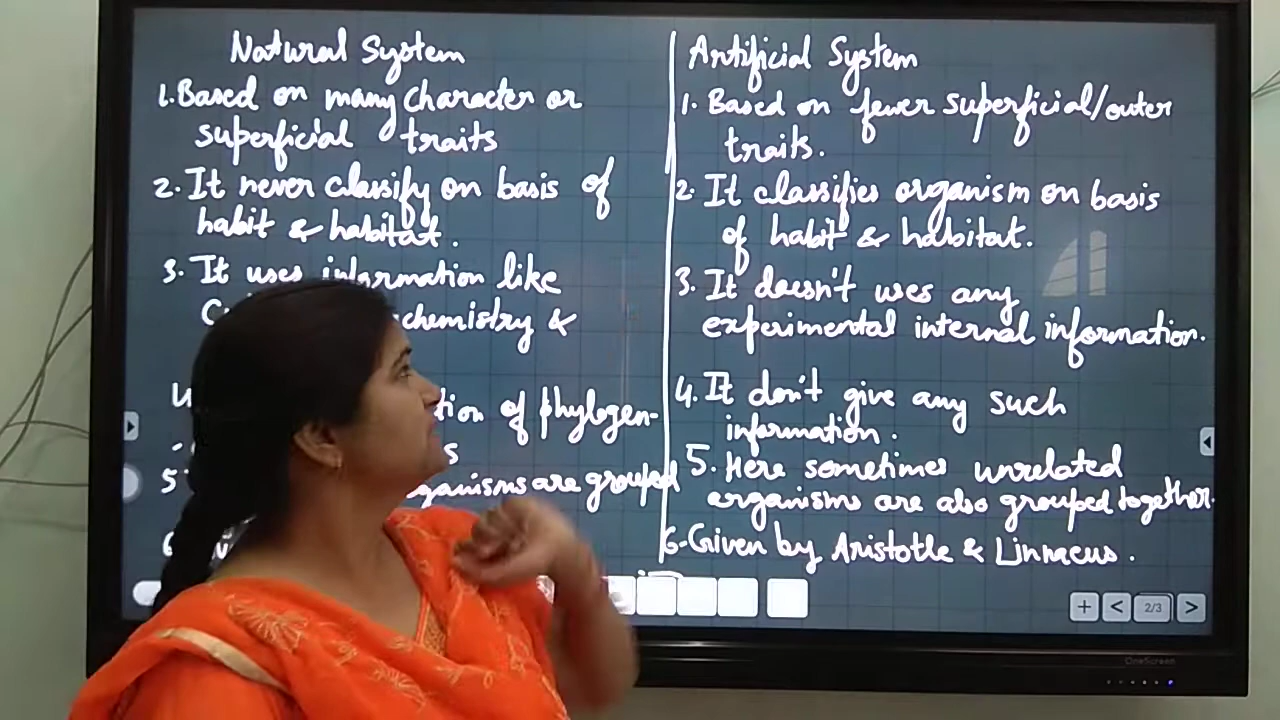 Natural System
1. Based on many character or
superficial traits
2. It never classify on basis of
habit & habitat.
3. It uses information like
chemistry &
tion of phylogen-
5
ganisms are grouped
Artificial System
1. Based on fewer superficial/outer
traits.
2. It classifies organism on basis
of habit & habitat.
3. It doesn't uses any
experimental internal information.
4. It don't give any such
information.
5. Here sometimes unrelated
organisms are also grouped together.
6. Given by Aristotle & Linnaeus.
2/3
OneScreen